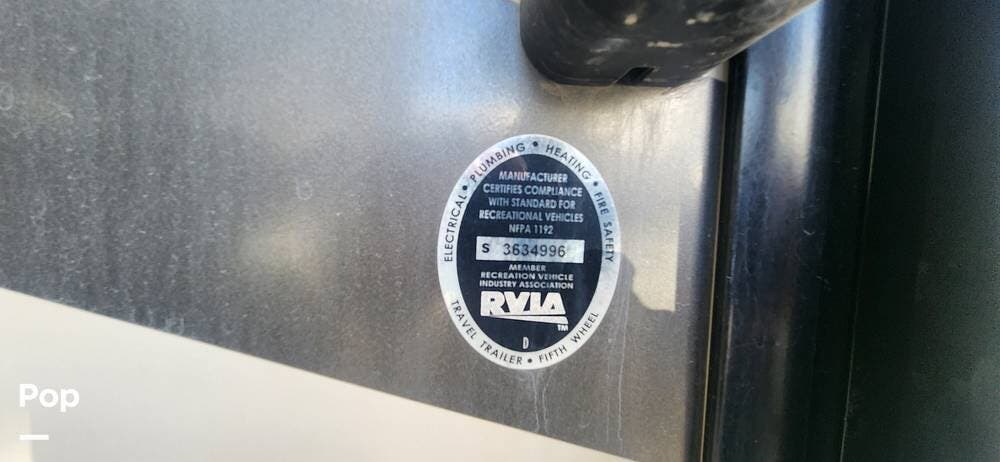 ELECTRICAL • PLUMBING • HEATING • FIRE SAFETY
MANUFACTURER
CERTIFIES COMPLIANCE
WITH STANDARD FOR
RECREATIONAL VEHICLES
NFPA 1192
S 3634996
MEMBER
RECREATION VEHICLE
INDUSTRY ASSOCIATION
RVIA
TM
D
TRAVEL TRAILER • FIFTH WHEEL
Pop